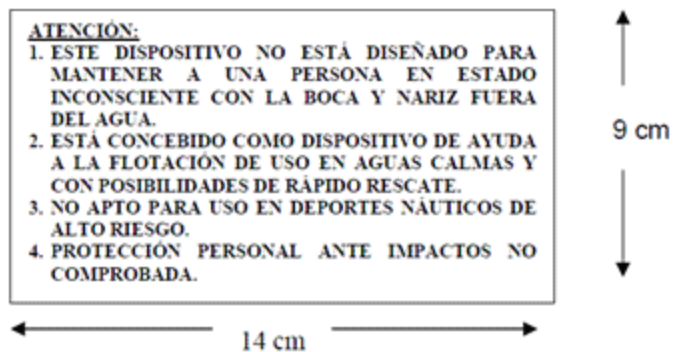 ATENCIÓN:
1. ESTE DISPOSITIVO NO ESTÁ DISEÑADO PARA
MANTENER A UNA PERSONA EN ESTADO
INCONSCIENTE CON LA BOCA Y NARIZ FUERA
DEL AGUA.
2. ESTÁ CONCEBIDO COMO DISPOSITIVO DE AYUDA
A LA FLOTACIÓN DE USO EN AGUAS CALMAS Y
CON POSIBILIDADES DE RÁPIDO RESCATE.
3. NO APTO PARA USO EN DEPORTES NÁUTICOS DE
ALTO RIESGO.
4. PROTECCIÓN PERSONAL ANTE IMPACTOS NO
COMPROBADA.
9 cm
14 cm